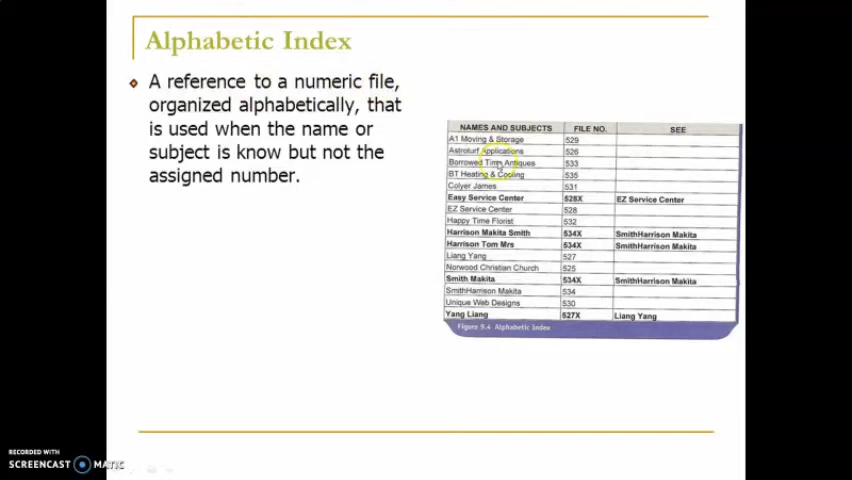 Alphabetic Index
A reference to a numeric file,
organized alphabetically, that
is used when the name or
subject is know but not the
assigned number.
NAMES AND SUBJECTS FILE NO. SEE
A1 Moving & Storage 529
Astroturf Applications 526
Borrowed Time Antiques 533
BT Heating & Cooling 535
Colyer James 531
Easy Service Center 528X EZ Service Center
EZ Service Center 528
Happy Time Florist 532
Harrison Makita Smith 534X SmithHarrison Makita
Harrison Tom Mrs 534X SmithHarrison Makita
Liang Yang 527
Norwood Christian Church 525
Smith Makita 534X SmithHarrison Makita
SmithHarrison Makita 534
Unique Web Designs 530
Yang Liang 527X Liang Yang
Figure 9.4 Alphabetic Index
RECORDED WITH
SCREENCAST MATIC